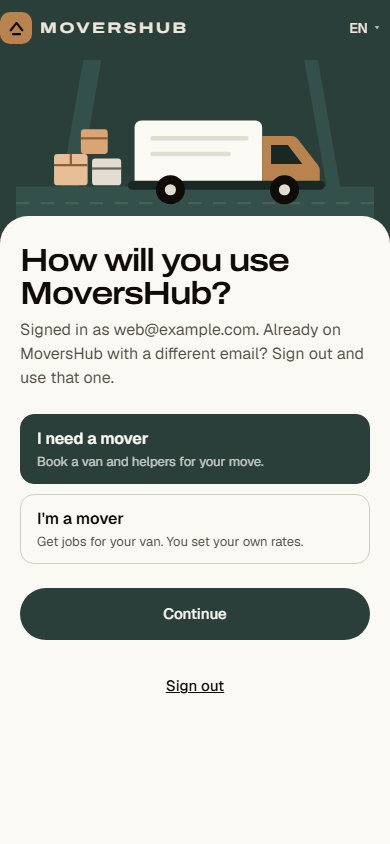 MOVERSHUB
EN
How will you use
MoversHub?
Signed in as web@example.com. Already on
MoversHub with a different email? Sign out and
use that one.
I need a mover
Book a van and helpers for your move.
I'm a mover
Get jobs for your van. You set your own rates.
Continue
Sign out